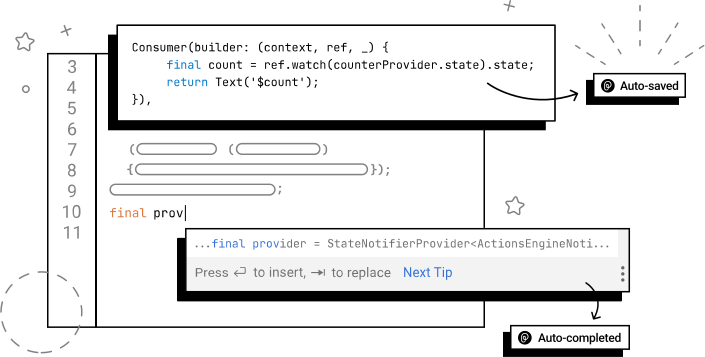 Consumer(builder: (context, ref, _) {
final count = ref.watch(counterProvider.state).state;
return Text('$count');
}),
Auto-saved
3
4
5
6
7 ( ( )
8 { });
9 ;
10 final prov
11
...final provider = StateNotifierProvider<ActionsEngineNoti...
Press ⏎ to insert, ⇥ to replace Next Tip
Auto-completed